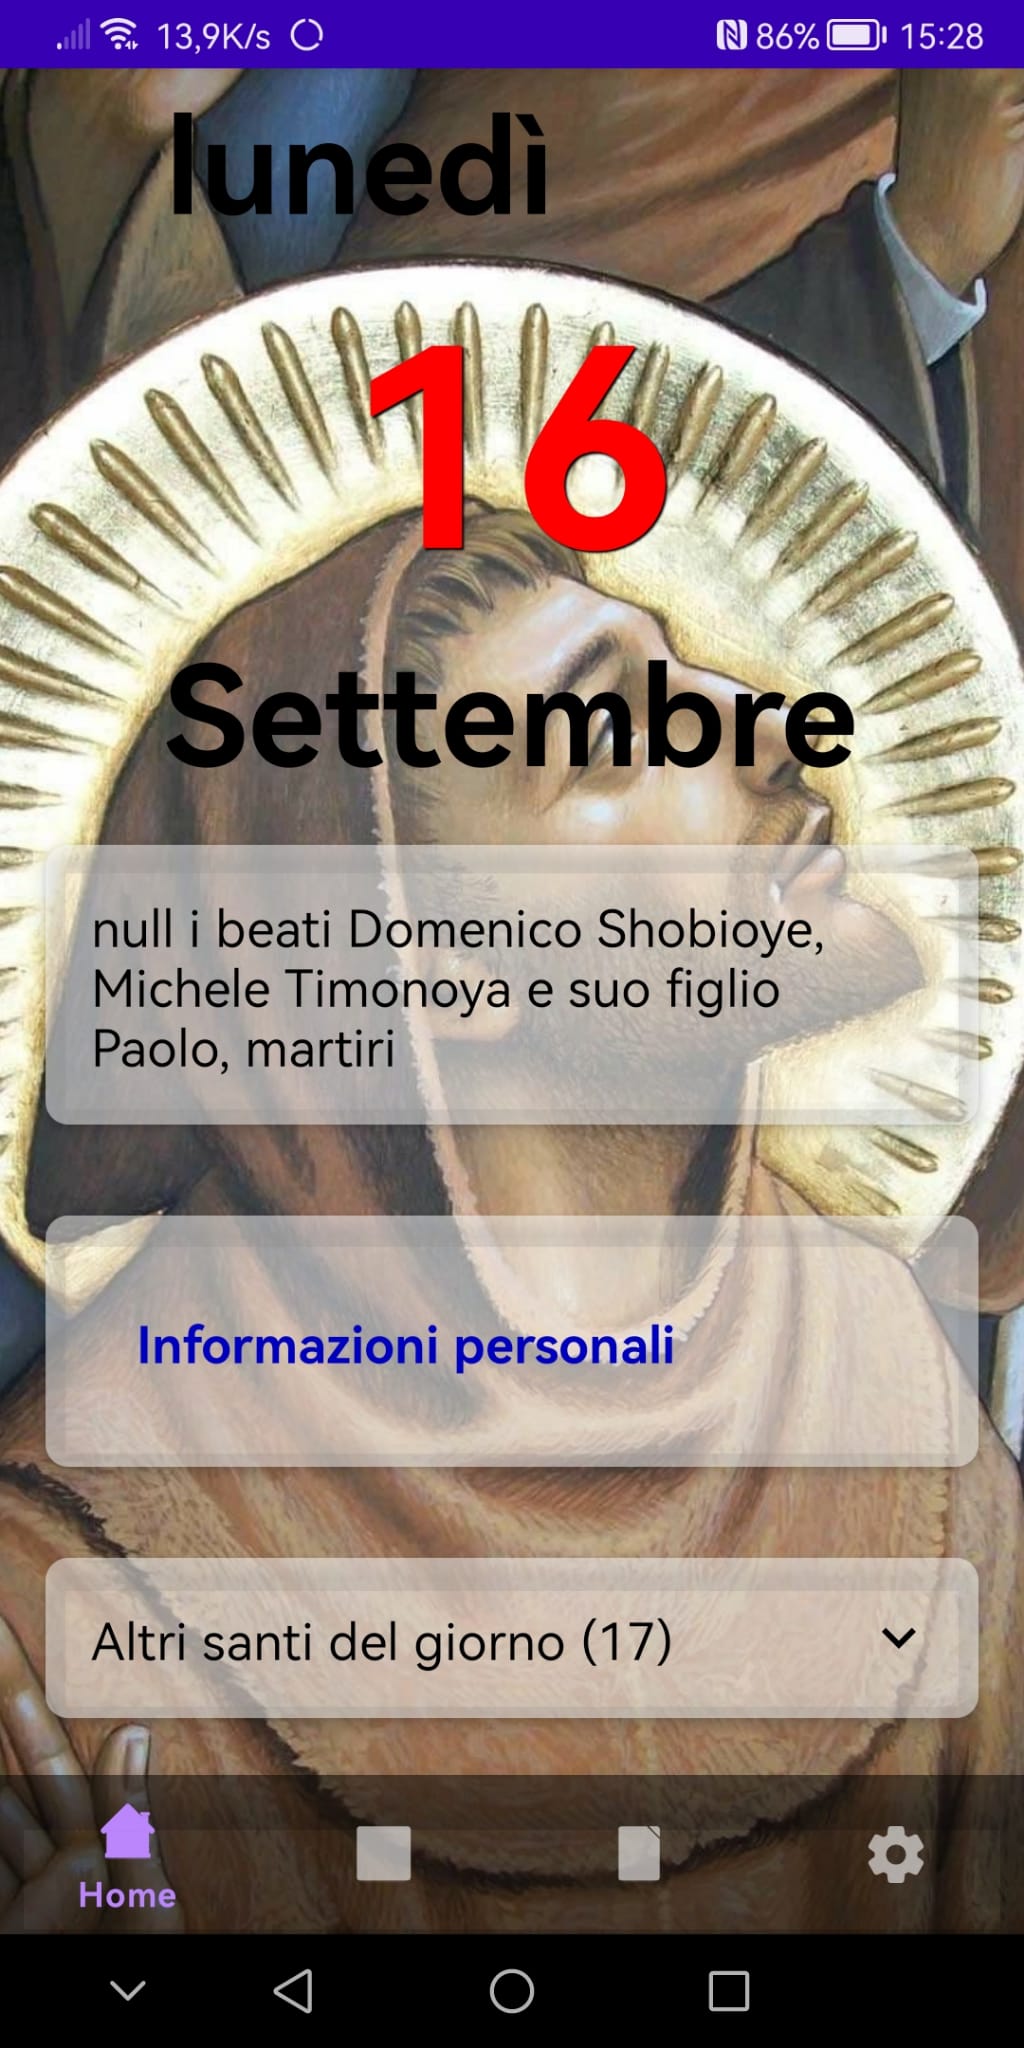 13,9K/s 86% 15:28
lunedì
16
Settembre
null i beati Domenico Shobioye,
Michele Timonoya e suo figlio
Paolo, martiri
Informazioni personali
Altri santi del giorno (17)
Home